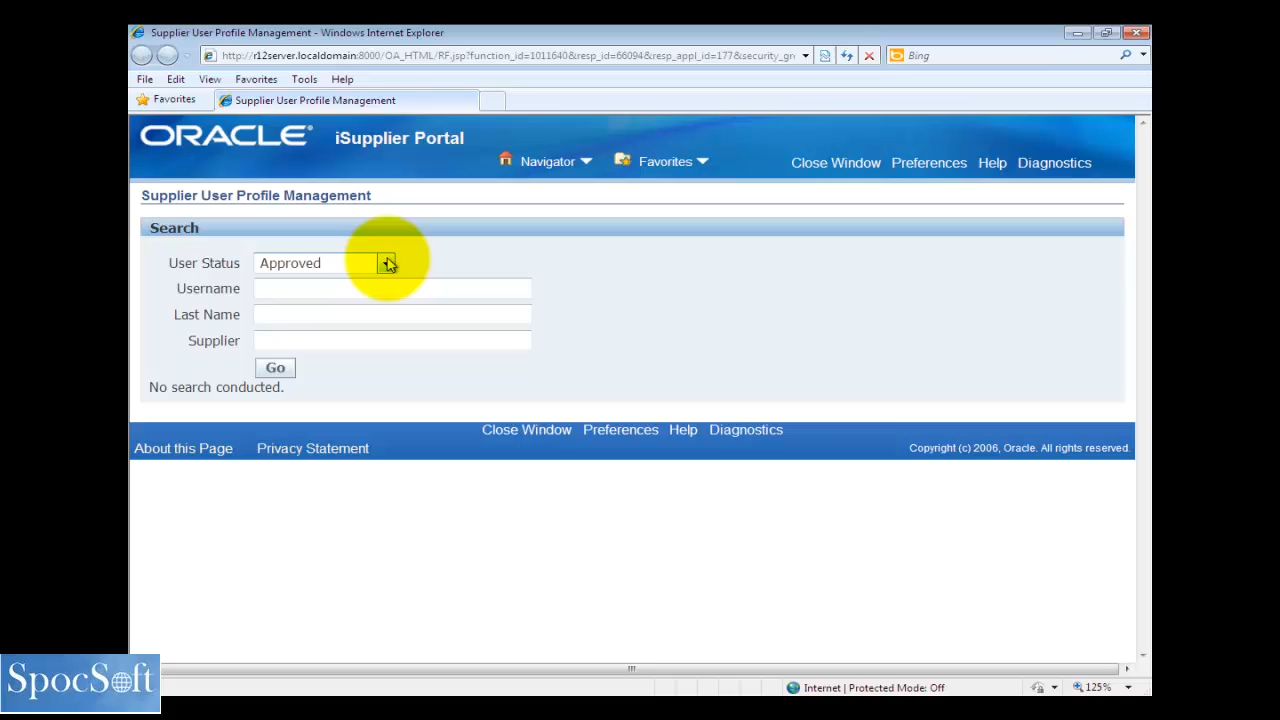 Supplier User Profile Management - Windows Internet Explorer
http://r12server.localdomain:8000/OA_HTML/RF.jsp?function_id=1011640&resp_id=66094&resp_appl_id=177&security_gr
Bing
File Edit View Favorites Tools Help
Favorites Supplier User Profile Management
ORACLE® iSupplier Portal
Navigator Favorites Close Window Preferences Help Diagnostics
Supplier User Profile Management
Search
User Status Approved
Username
Last Name
Supplier
Go
No search conducted.
Close Window Preferences Help Diagnostics
About this Page Privacy Statement Copyright (c) 2006, Oracle. All rights reserved.
SpocSoft
Internet | Protected Mode: Off 125%